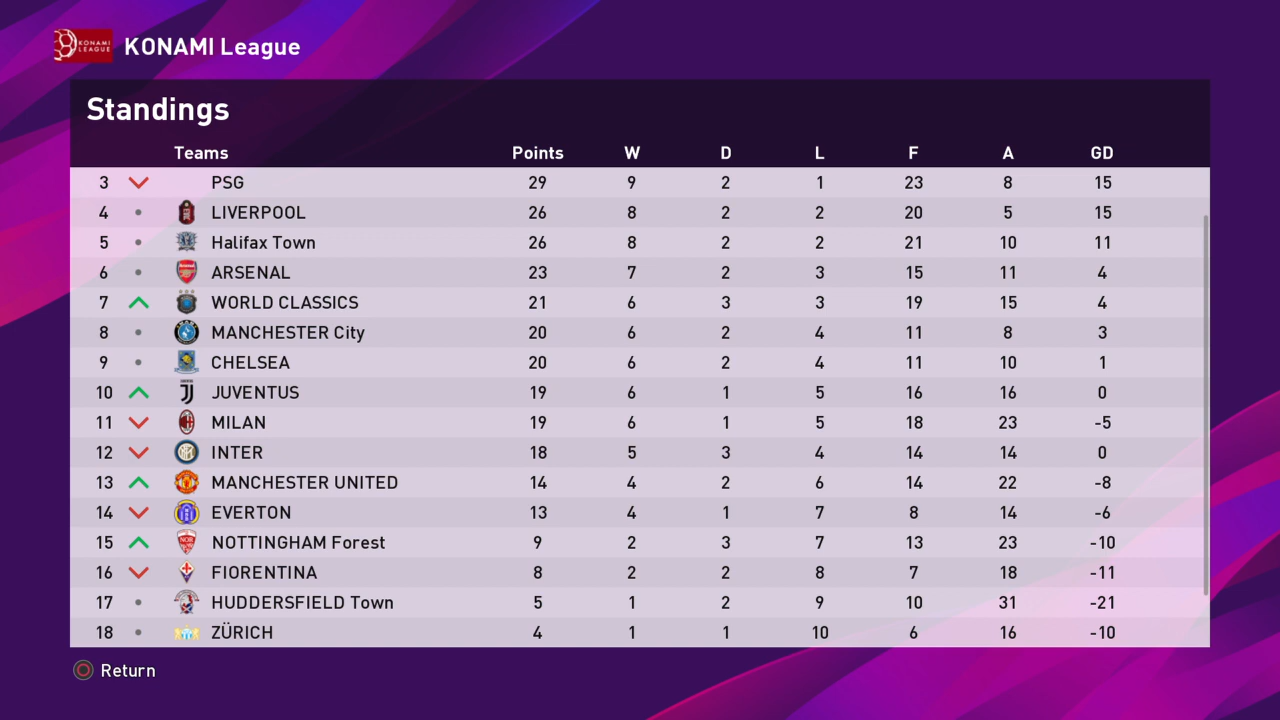 KONAMI LEAGUE KONAMI League
Standings
Teams Points W D L F A GD
3 PSG 29 9 2 1 23 8 15
4 LIVERPOOL 26 8 2 2 20 5 15
5 Halifax Town 26 8 2 2 21 10 11
6 ARSENAL 23 7 2 3 15 11 4
7 WORLD CLASSICS 21 6 3 3 19 15 4
8 MANCHESTER City 20 6 2 4 11 8 3
9 CHELSEA 20 6 2 4 11 10 1
10 JUVENTUS 19 6 1 5 16 16 0
11 MILAN 19 6 1 5 18 23 -5
12 INTER 18 5 3 4 14 14 0
13 MANCHESTER UNITED 14 4 2 6 14 22 -8
14 EVERTON 13 4 1 7 8 14 -6
15 NOTTINGHAM Forest 9 2 3 7 13 23 -10
16 FIORENTINA 8 2 2 8 7 18 -11
17 HUDDERSFIELD Town 5 1 2 9 10 31 -21
18 ZÜRICH 4 1 1 10 6 16 -10
Return